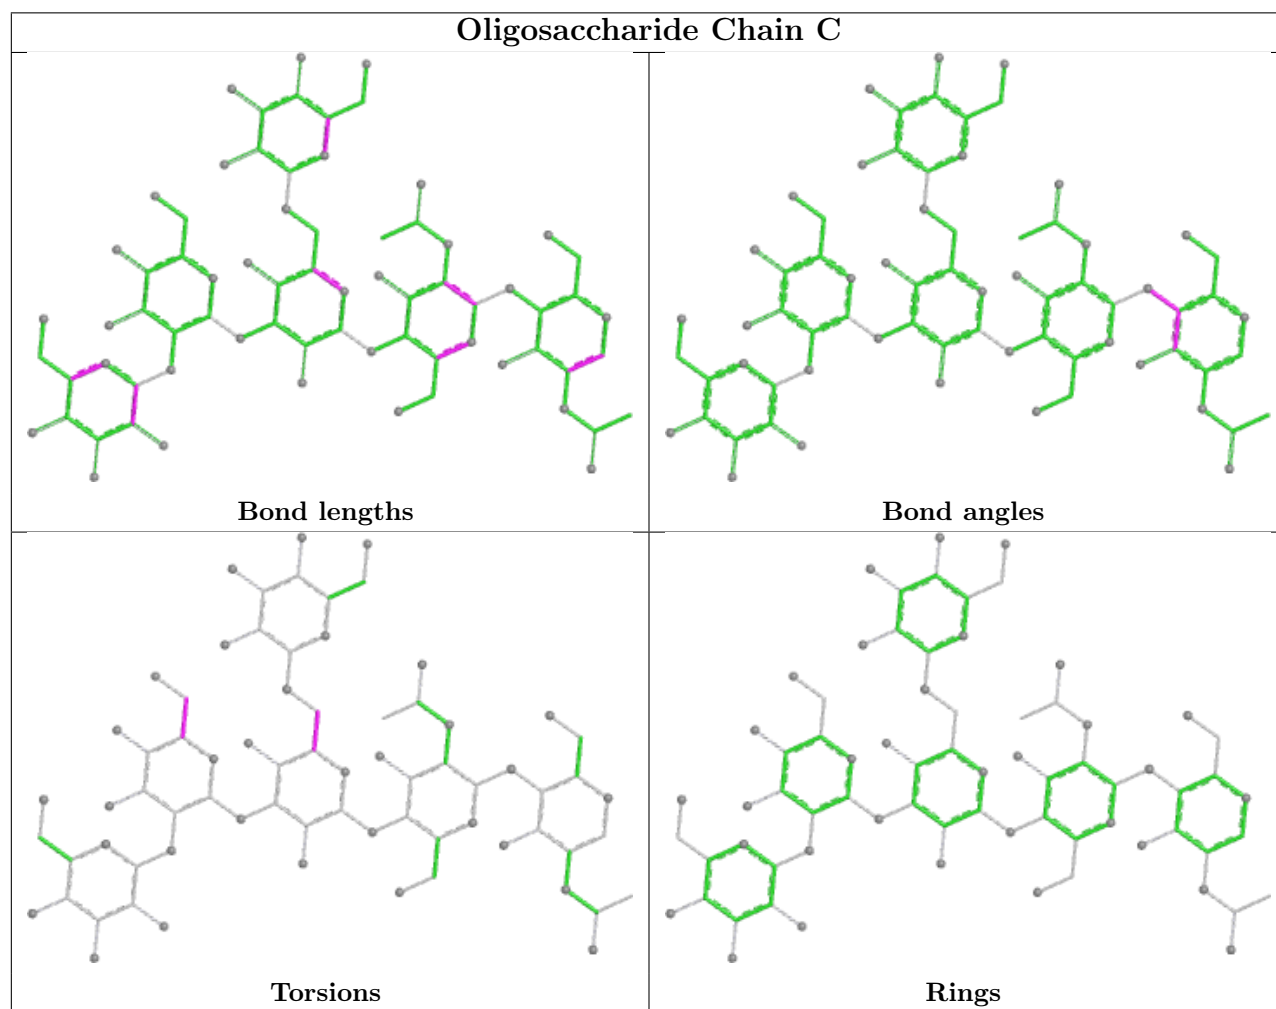 Oligosaccharide Chain C
Bond lengths
Bond angles
Torsions
Rings